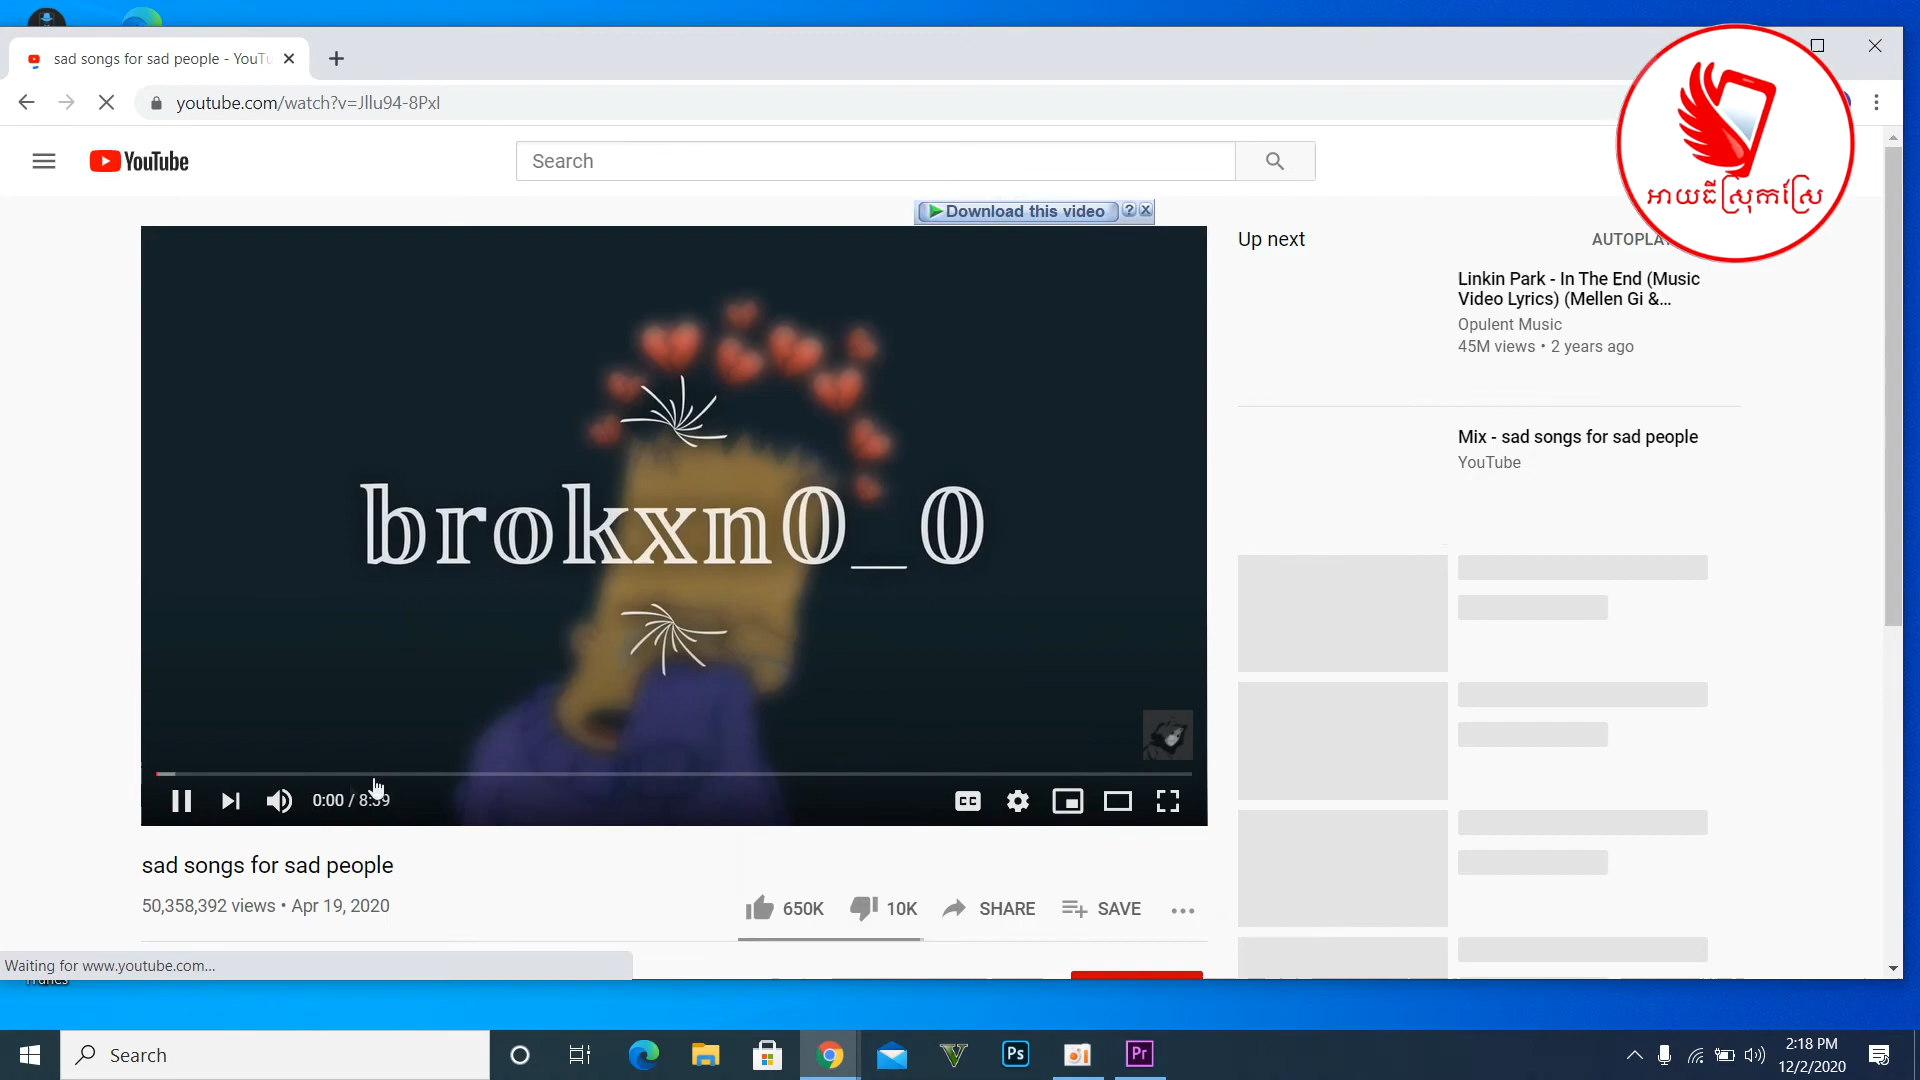 sad songs for sad people - YouTu
youtube.com/watch?v=Jllu94-8PxI
YouTube
Search
Download this video
?
x
អាយធីស្រុកស្រែ
Up next
AUTOPLAY
Linkin Park - In The End (Music
Video Lyrics) (Mellen Gi &...
Opulent Music
45M views • 2 years ago
Mix - sad songs for sad people
YouTube
brokxn0_0
0:00 / 8:39
CC
sad songs for sad people
50,358,392 views • Apr 19, 2020
650K
10K
SHARE
SAVE
Waiting for www.youtube.com...
iTunes
Search
Ps
Pr
2:18 PM
12/2/2020